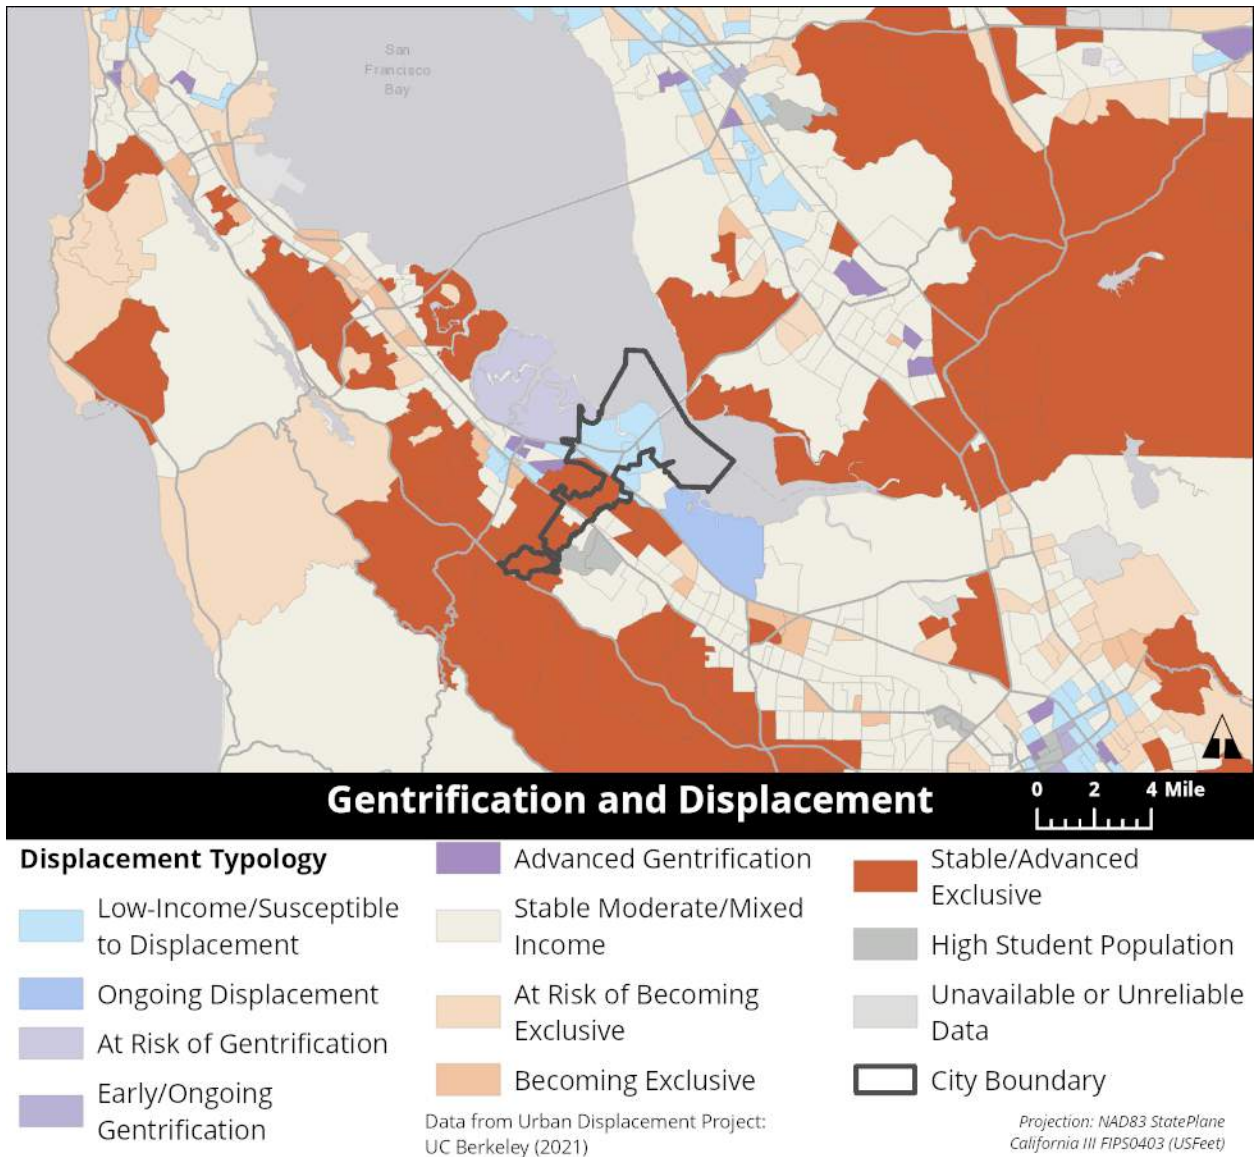 San
Francisco
Bay
Gentrification and Displacement
0 2 4 Mile
Displacement Typology
Low-Income/Susceptible
to Displacement
Ongoing Displacement
At Risk of Gentrification
Early/Ongoing
Gentrification
Advanced Gentrification
Stable Moderate/Mixed
Income
At Risk of Becoming
Exclusive
Becoming Exclusive
Data from Urban Displacement Project:
UC Berkeley (2021)
Stable/Advanced
Exclusive
High Student Population
Unavailable or Unreliable
Data
City Boundary
Projection: NAD83 StatePlane
California III FIPS0403 (USFeet)